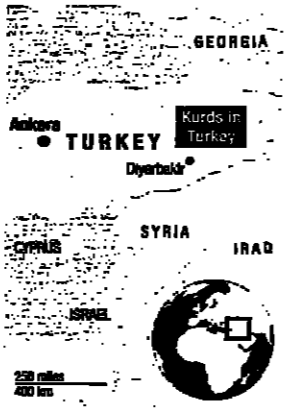 GEORGIA
Kurds in
Turkey
Ankara
TURKEY
Diyarbakir
SYRIA
CYPRUS
IRAQ
ISRAEL
250 miles
400 km